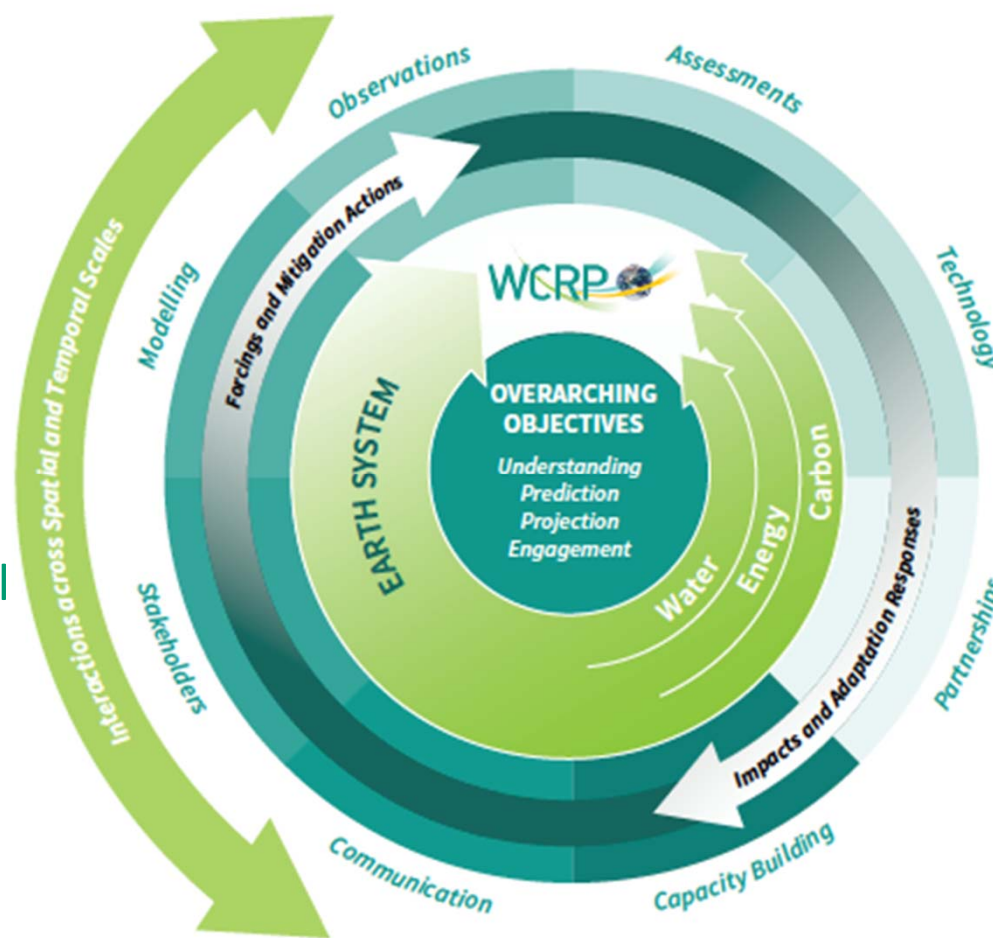 Observations
Assessments
Modelling
Technology
Stakeholders
Partnerships
Communication
Capacity Building
Interactions across Spatial and Temporal Scales
Forcings and Mitigation Actions
Impacts and Adaptation Responses
WCRP
EARTH SYSTEM
OVERARCHING
OBJECTIVES
Understanding
Prediction
Projection
Engagement
Water
Energy
Carbon